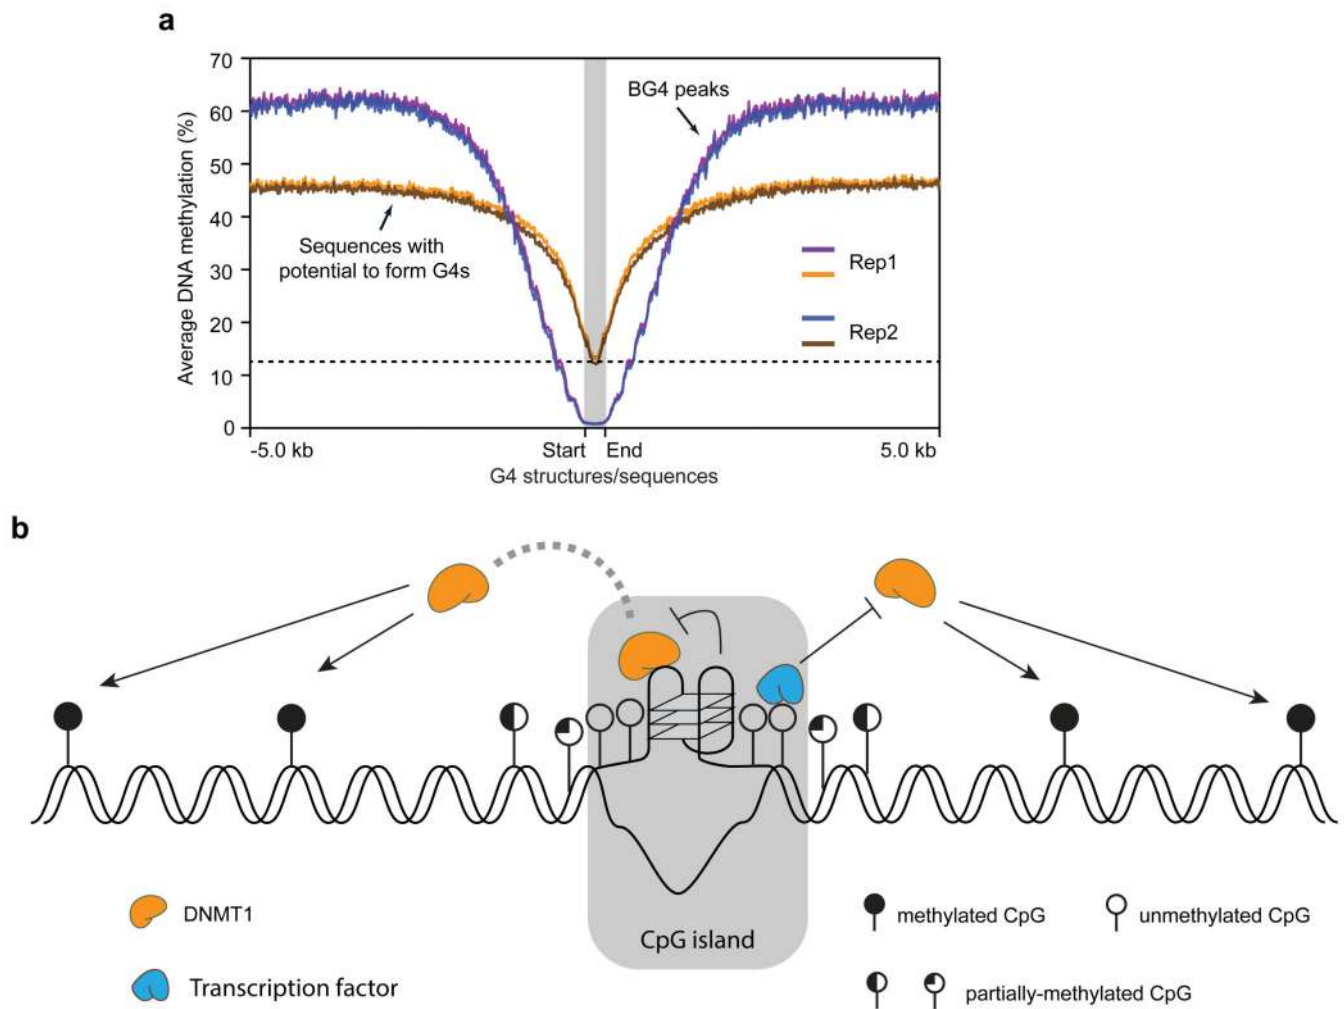 a
70
60
50
40
30
20
10
0
Average DNA methylation (%)
BG4 peaks
Sequences with
potential to form G4s
Rep1
Rep2
-5.0 kb
Start
End
5.0 kb
G4 structures/sequences
b
CpG island
DNMT1
Transcription factor
methylated CpG
unmethylated CpG
partially-methylated CpG